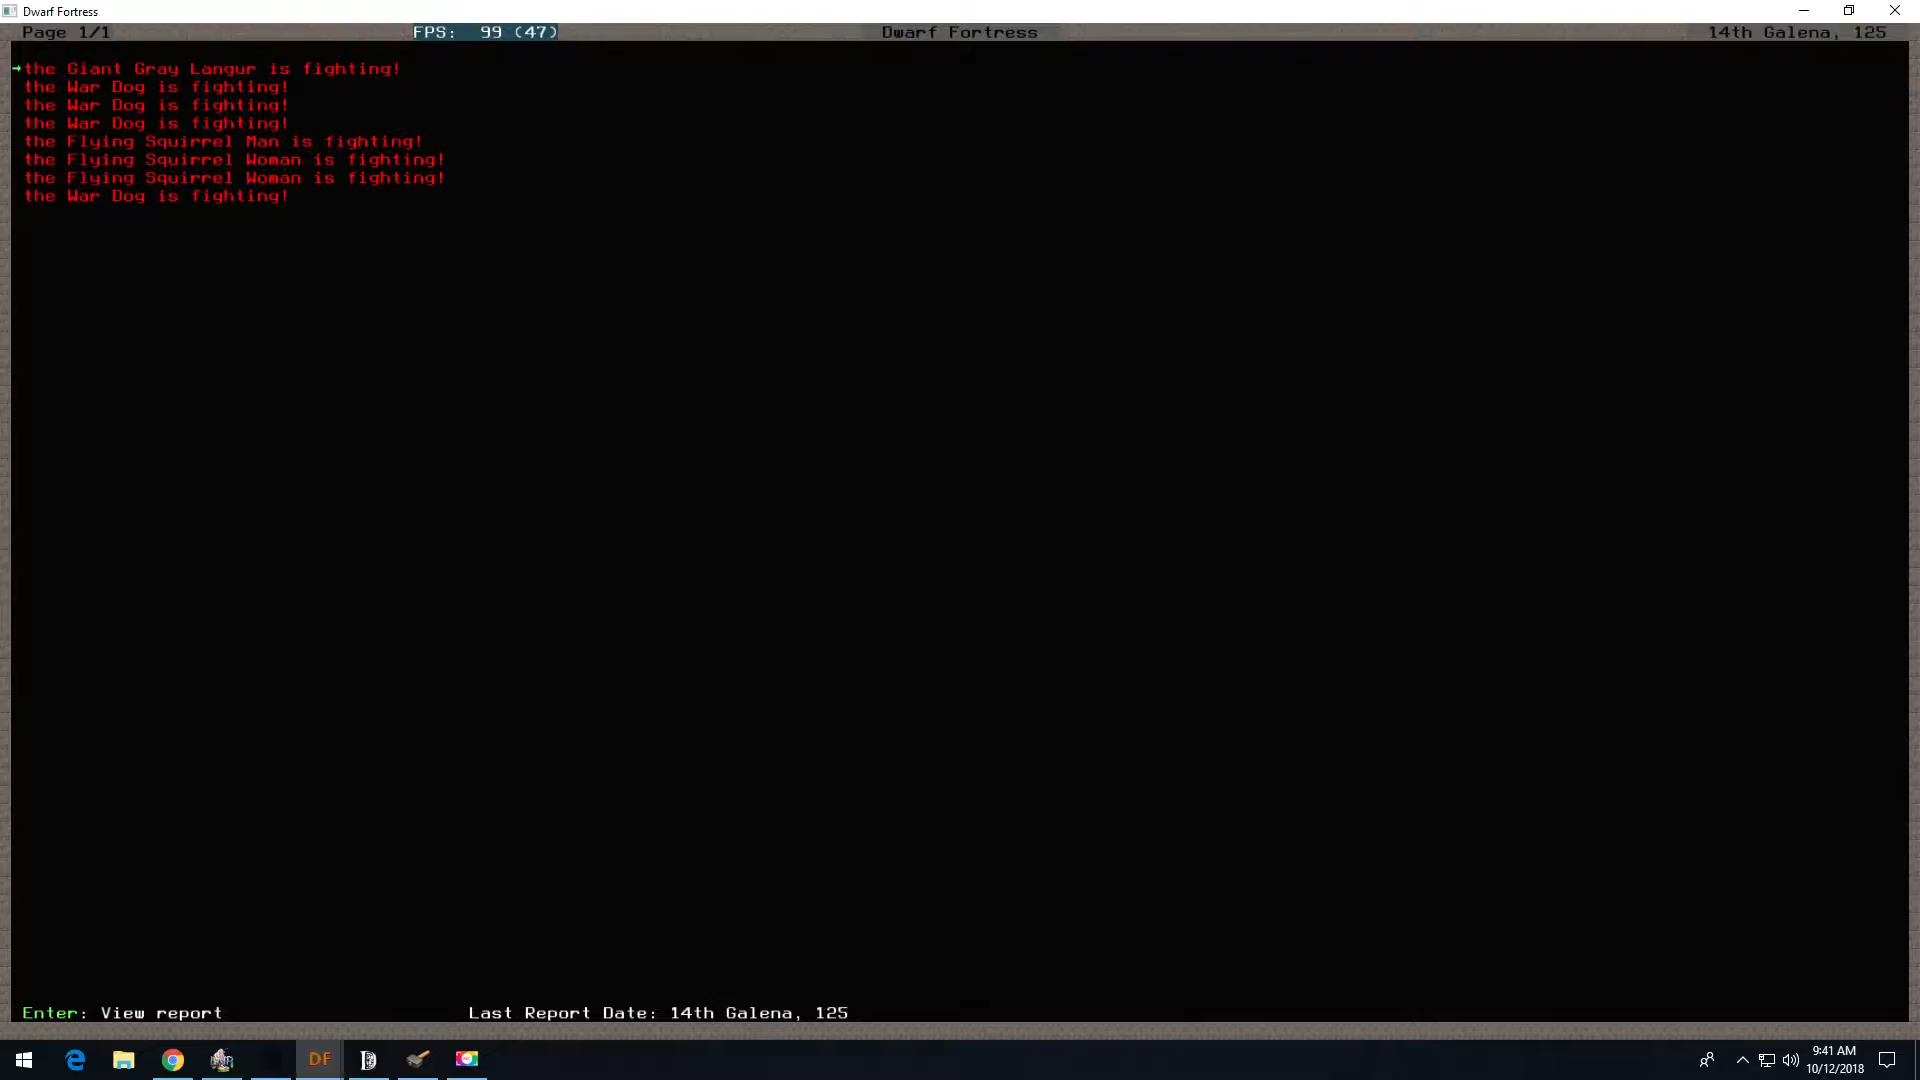 Dwarf Fortress
Page 1/1 FPS: 99 (47) Dwarf Fortress 14th Galena, 125
→the Giant Gray Langur is fighting!
the War Dog is fighting!
the War Dog is fighting!
the War Dog is fighting!
the Flying Squirrel Man is fighting!
the Flying Squirrel Woman is fighting!
the Flying Squirrel Woman is fighting!
the War Dog is fighting!
Enter: View report Last Report Date: 14th Galena, 125
DF
9:41 AM
10/12/2018